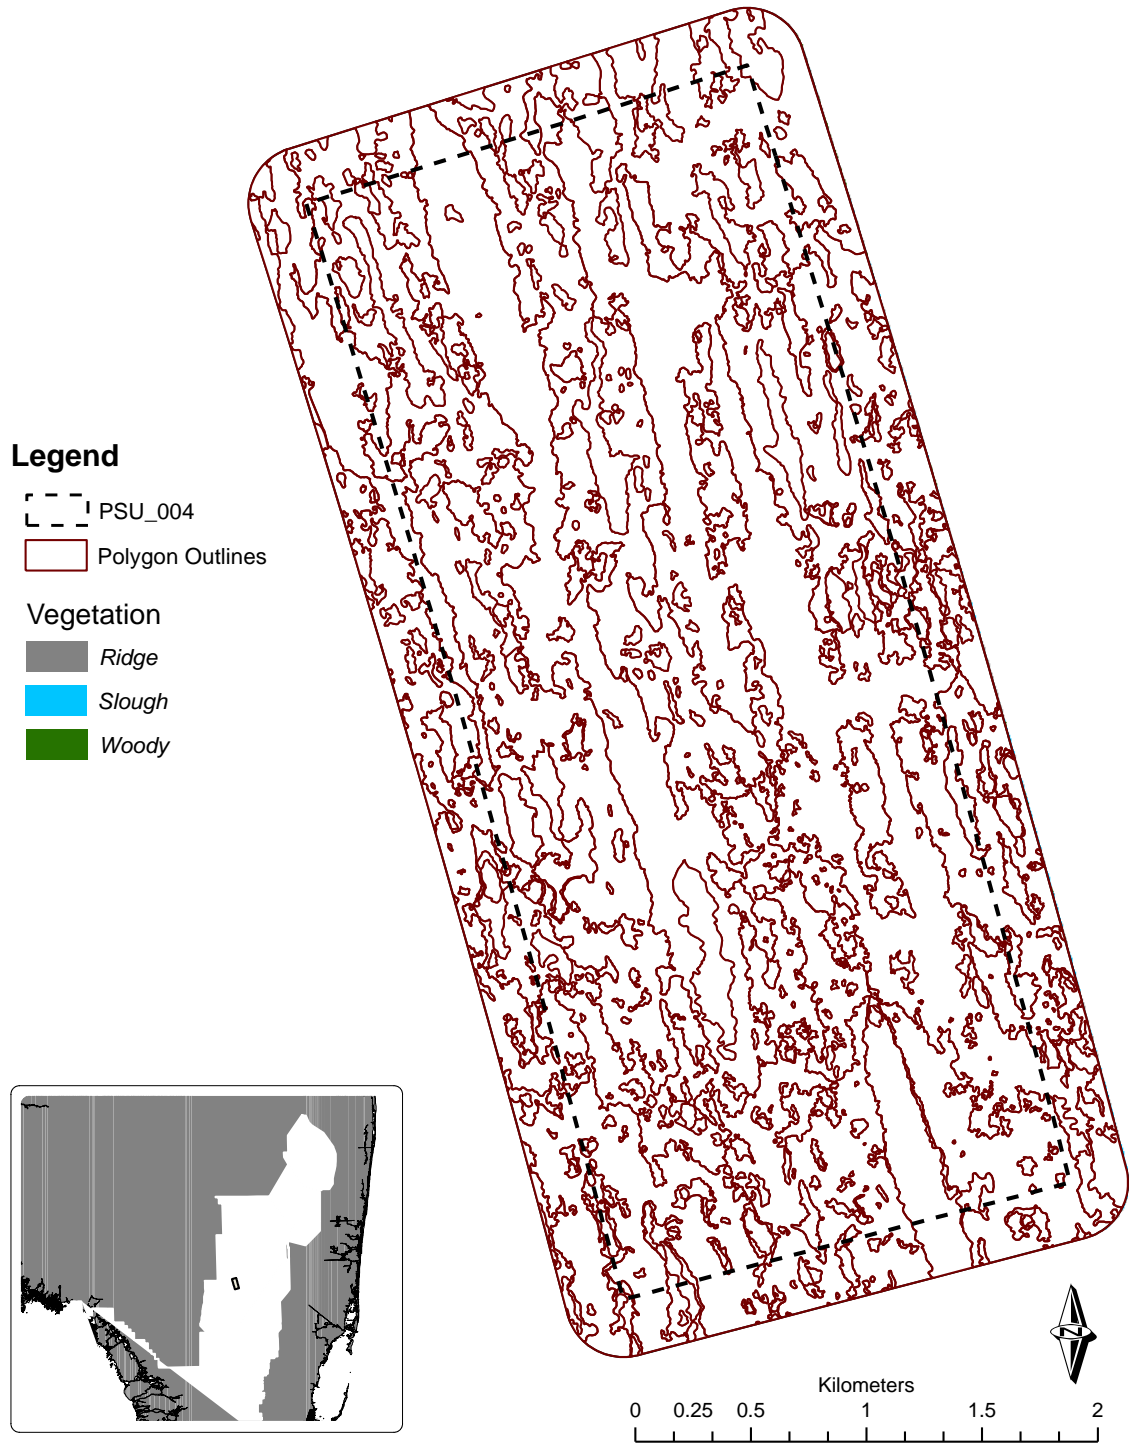 Legend
PSU_004
Polygon Outlines
Vegetation
Ridge
Slough
Woody
N
Kilometers
0 0.25 0.5 1 1.5 2